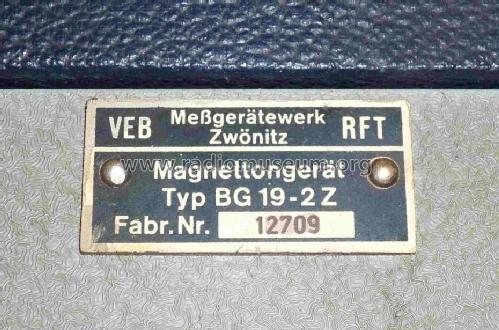 VEB Meßgerätewerk Zwönitz RFT
www.radiomuseum.org
Magnettongerät
Typ BG 19-2 Z
Fabr. Nr. 12709